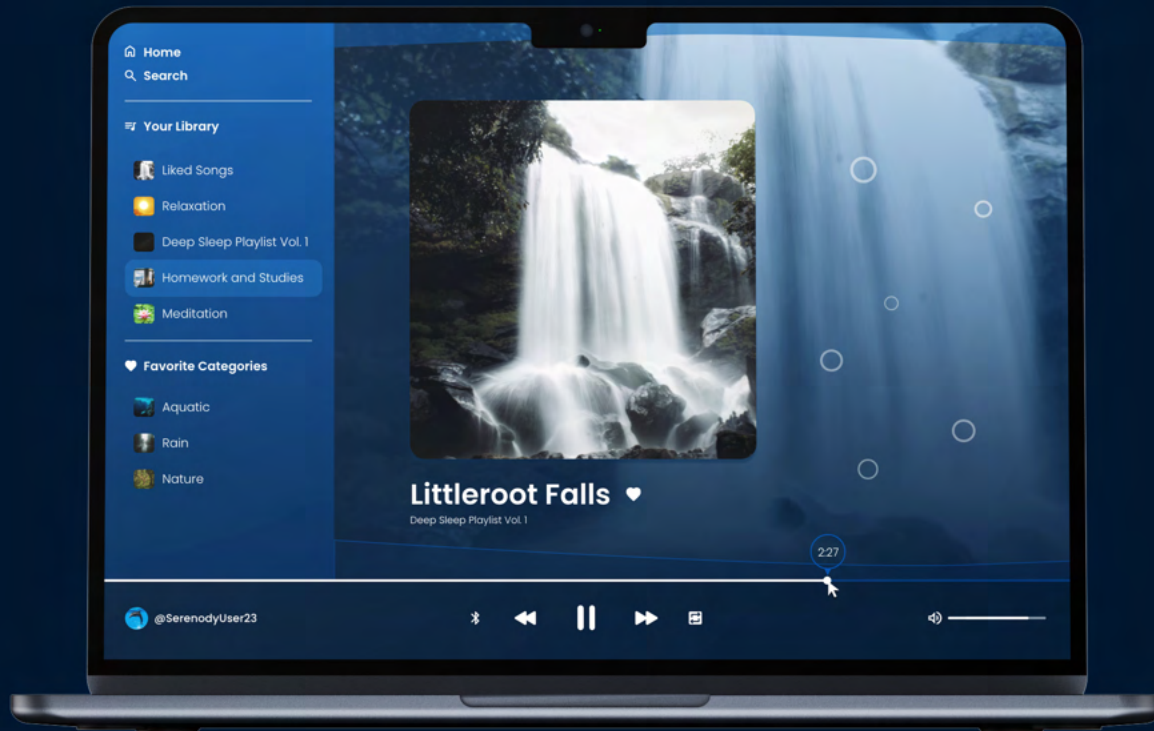 Home
Search
Your Library
Liked Songs
Relaxation
Deep Sleep Playlist Vol. 1
Homework and Studies
Meditation
Favorite Categories
Aquatic
Rain
Nature
Littleroot Falls
Deep Sleep Playlist Vol. 1
2:27
@SerenodyUser23